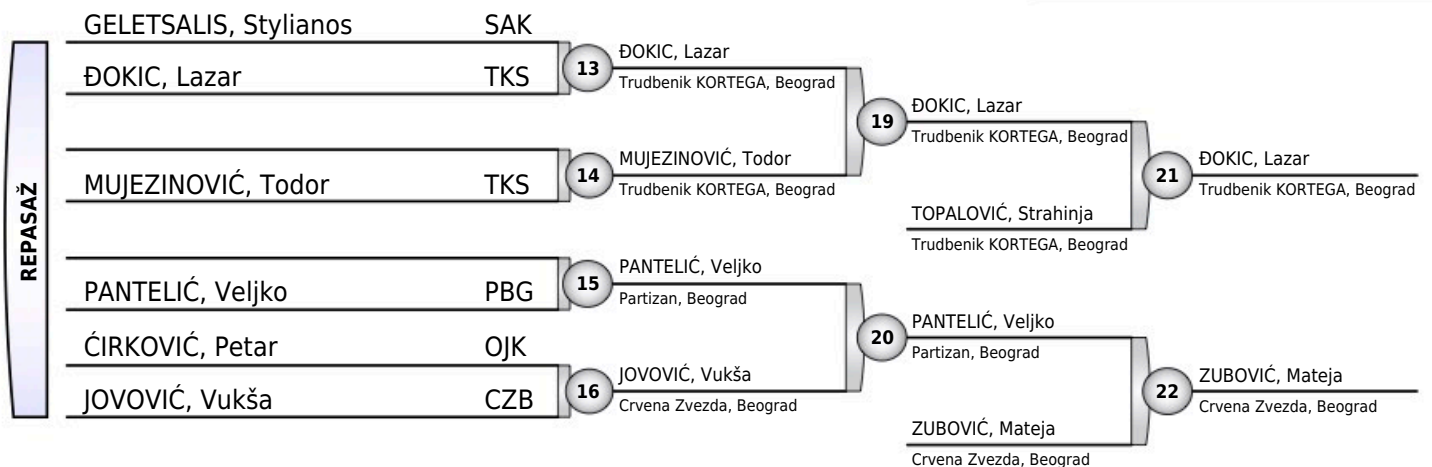 REPASAŽ
GELETSALIS, Stylianos SAK
ĐOKIC, Lazar TKS
MUJEZINOVIĆ, Todor TKS
PANTELIĆ, Veljko PBG
ĆIRKOVIĆ, Petar OJK
JOVOVIĆ, Vukša CZB
13
ĐOKIC, Lazar
Trudbenik KORTEGA, Beograd
14
MUJEZINOVIĆ, Todor
Trudbenik KORTEGA, Beograd
15
PANTELIĆ, Veljko
Partizan, Beograd
16
JOVOVIĆ, Vukša
Crvena Zvezda, Beograd
19
ĐOKIC, Lazar
Trudbenik KORTEGA, Beograd
TOPALOVIĆ, Strahinja
Trudbenik KORTEGA, Beograd
20
PANTELIĆ, Veljko
Partizan, Beograd
ZUBOVIĆ, Mateja
Crvena Zvezda, Beograd
21
ĐOKIC, Lazar
Trudbenik KORTEGA, Beograd
22
ZUBOVIĆ, Mateja
Crvena Zvezda, Beograd